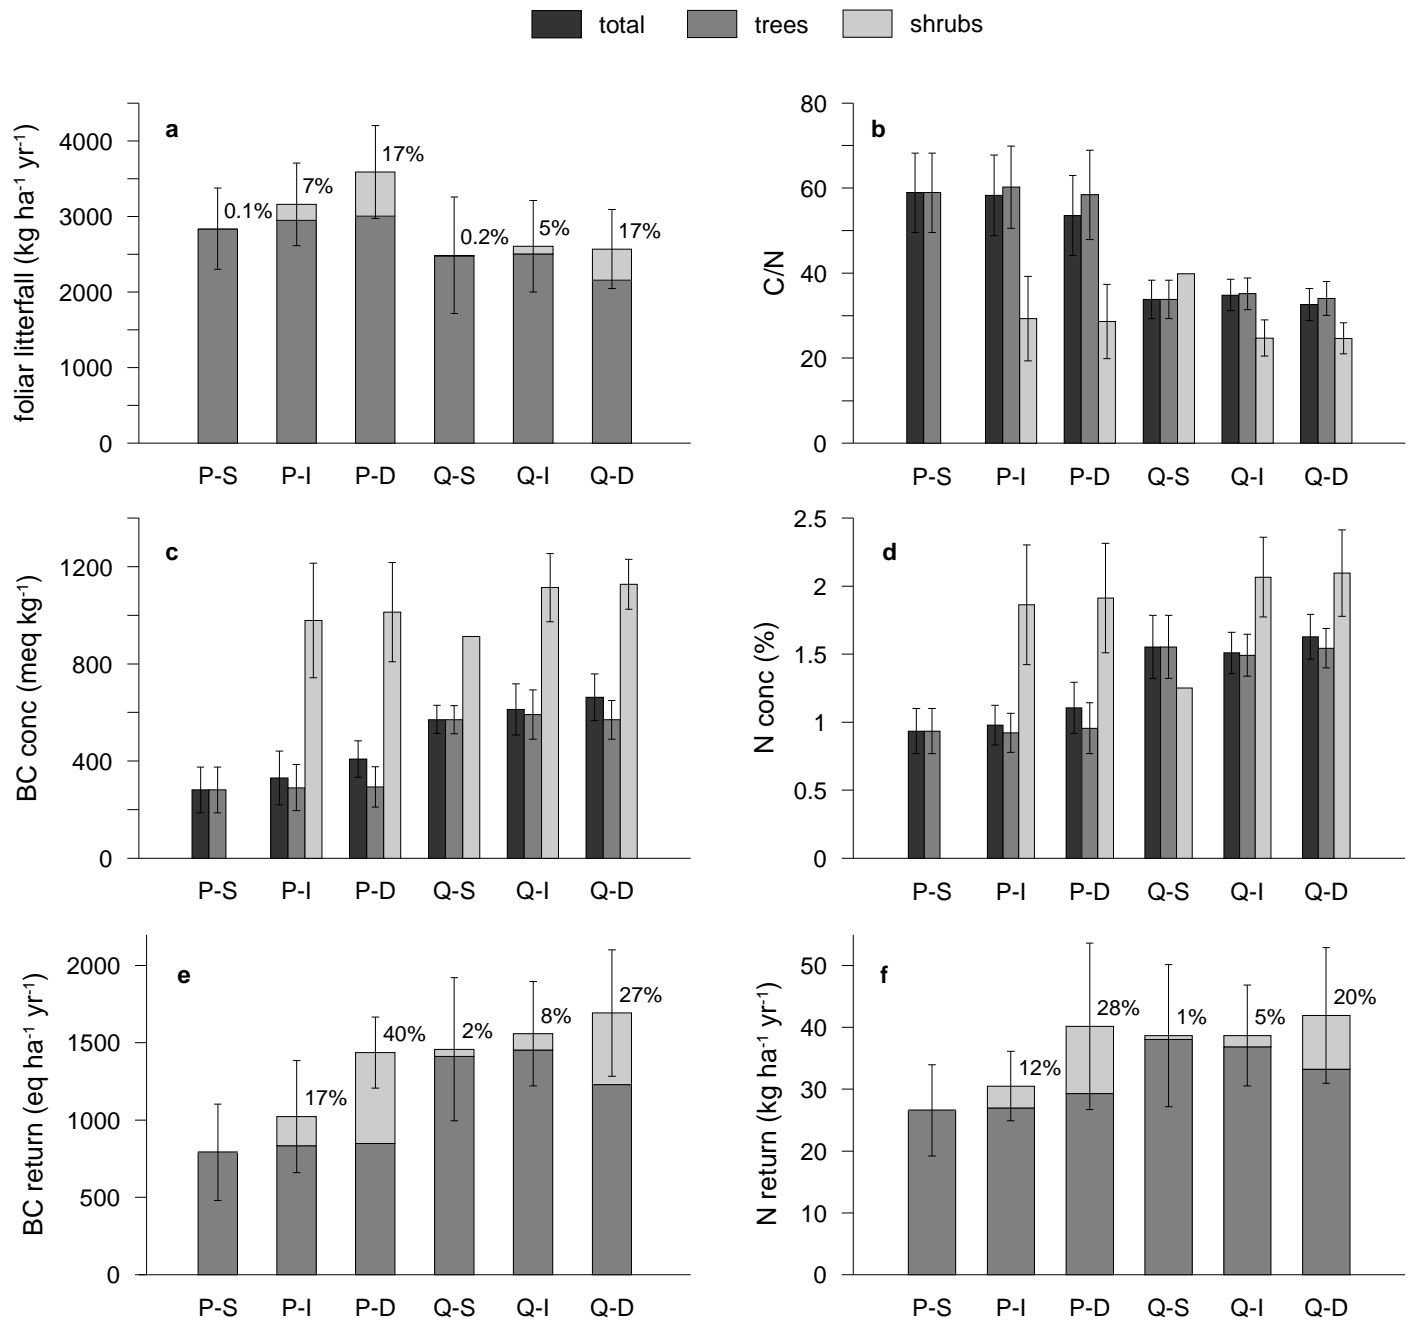 total trees shrubs
a
foliar litterfall (kg ha⁻¹ yr⁻¹)
4000
3000
2000
1000
0
0.1% 7% 17% 0.2% 5% 17%
P-S P-I P-D Q-S Q-I Q-D
b
C/N
80
60
40
20
0
P-S P-I P-D Q-S Q-I Q-D
c
BC conc (meq kg⁻¹)
1200
800
400
0
P-S P-I P-D Q-S Q-I Q-D
d
N conc (%)
2.5
2
1.5
1
0.5
0
P-S P-I P-D Q-S Q-I Q-D
e
BC return (eq ha⁻¹ yr⁻¹)
2000
1500
1000
500
0
17% 40% 2% 8% 27%
P-S P-I P-D Q-S Q-I Q-D
f
N return (kg ha⁻¹ yr⁻¹)
50
40
30
20
10
0
12% 28% 1% 5% 20%
P-S P-I P-D Q-S Q-I Q-D